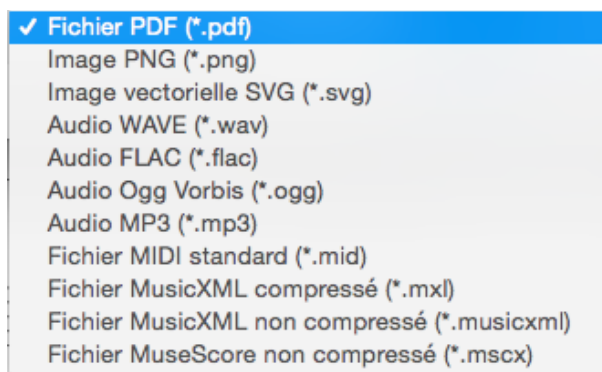 ✓ Fichier PDF (*.pdf)
Image PNG (*.png)
Image vectorielle SVG (*.svg)
Audio WAVE (*.wav)
Audio FLAC (*.flac)
Audio Ogg Vorbis (*.ogg)
Audio MP3 (*.mp3)
Fichier MIDI standard (*.mid)
Fichier MusicXML compressé (*.mxl)
Fichier MusicXML non compressé (*.musicxml)
Fichier MuseScore non compressé (*.mscx)